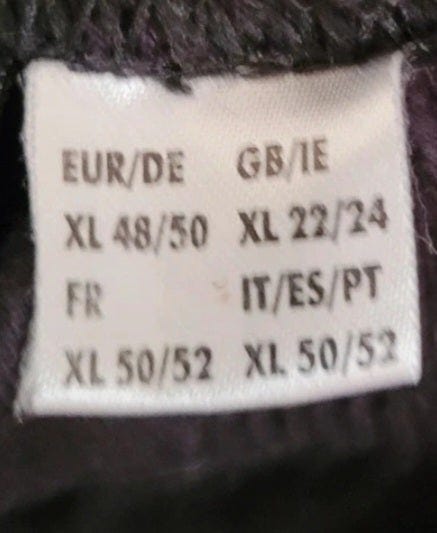 EUR/DE GB/IE
XL 48/50 XL 22/24
FR IT/ES/PT
XL 50/52 XL 50/52